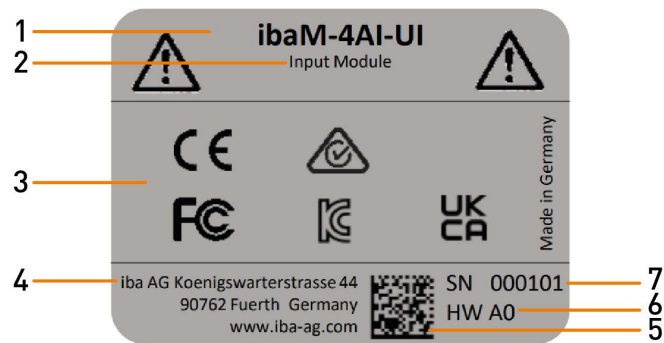 1
ibaM-4AI-UI
2
Input Module
3
CE
FC
UK
CA
Made in Germany
4
iba AG Koenigswarterstrasse 44
90762 Fuerth Germany
www.iba-ag.com
SN 000101
7
HW A0
6
5